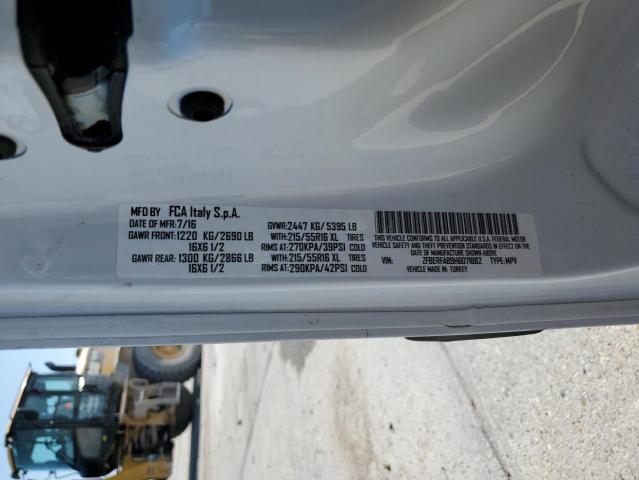 MFD BY FCA Italy S.p.A.
DATE OF MFR: 7/16 GVWR: 2447 KG/ 5395 LB
GAWR FRONT: 1220 KG/ 2690 LB WITH: 215/55R16 XL TIRES
16X6 1/2 RIMS AT: 270KPA/39PSI COLD
GAWR REAR: 1300 KG/ 2866 LB WITH: 215/55R16 XL TIRES
16X6 1/2 RIMS AT: 290KPA/42PSI COLD
THIS VEHICLE CONFORMS TO ALL APPLICABLE U.S.A. FEDERAL MOTOR
VEHICLE SAFETY, BUMPER AND THEFT PREVENTION STANDARDS IN EFFECT
ON THE DATE OF MANUFACTURE SHOWN ABOVE
VIN: ZFBERFAB9H6D71882 TYPE: MPV
VEHICLE MADE IN: TURKEY